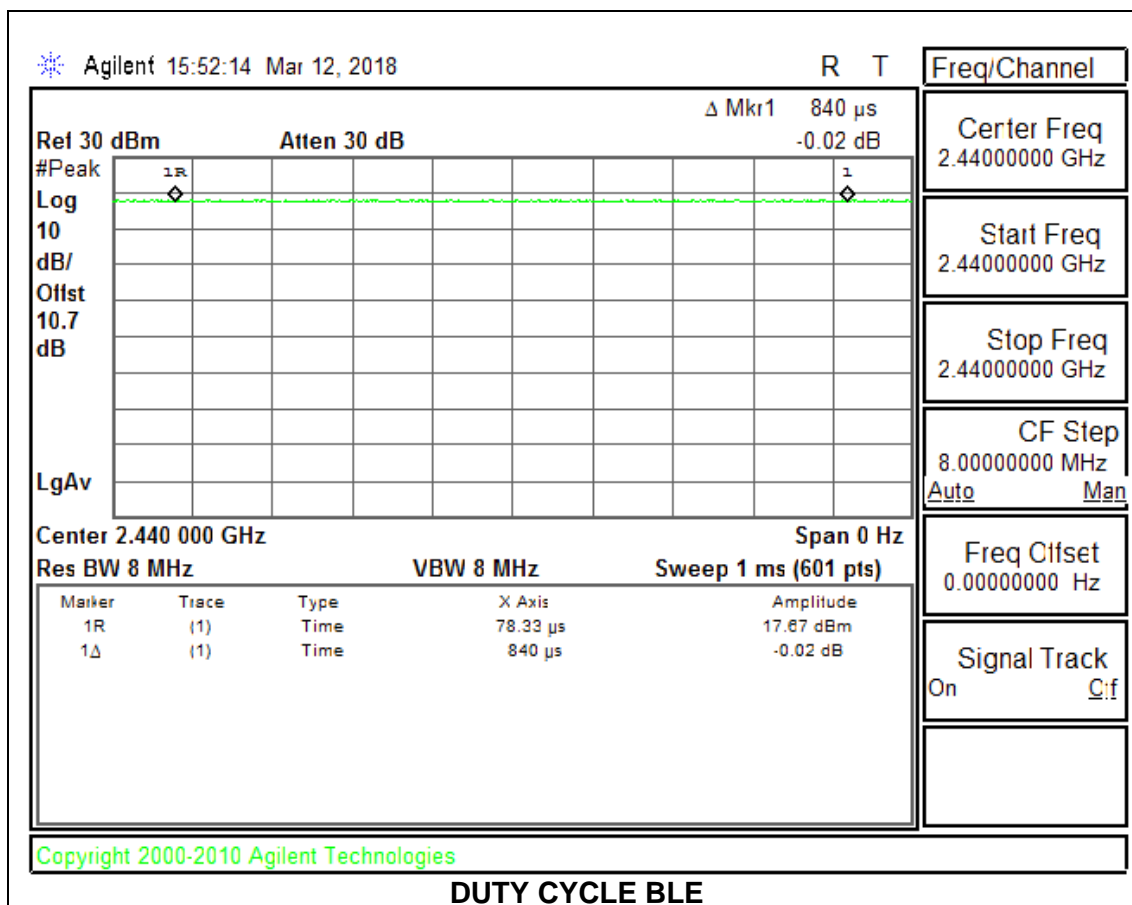 Agilent 15:52:14 Mar 12, 2018 R T
Δ Mkr1 840 µs
Ref 30 dBm Atten 30 dB -0.02 dB
#Peak
Log
10
dB/
Offst
10.7
dB
LgAv
1R
1
Center 2.440 000 GHz Span 0 Hz
Res BW 8 MHz VBW 8 MHz Sweep 1 ms (601 pts)
Marker Trace Type X Axis Amplitude
1R (1) Time 78.33 µs 17.67 dBm
1Δ (1) Time 840 µs -0.02 dB
Freq/Channel
Center Freq
2.44000000 GHz
Start Freq
2.44000000 GHz
Stop Freq
2.44000000 GHz
CF Step
8.00000000 MHz
Auto Man
Freq Offset
0.00000000 Hz
Signal Track
On Off
Copyright 2000-2010 Agilent Technologies
DUTY CYCLE BLE